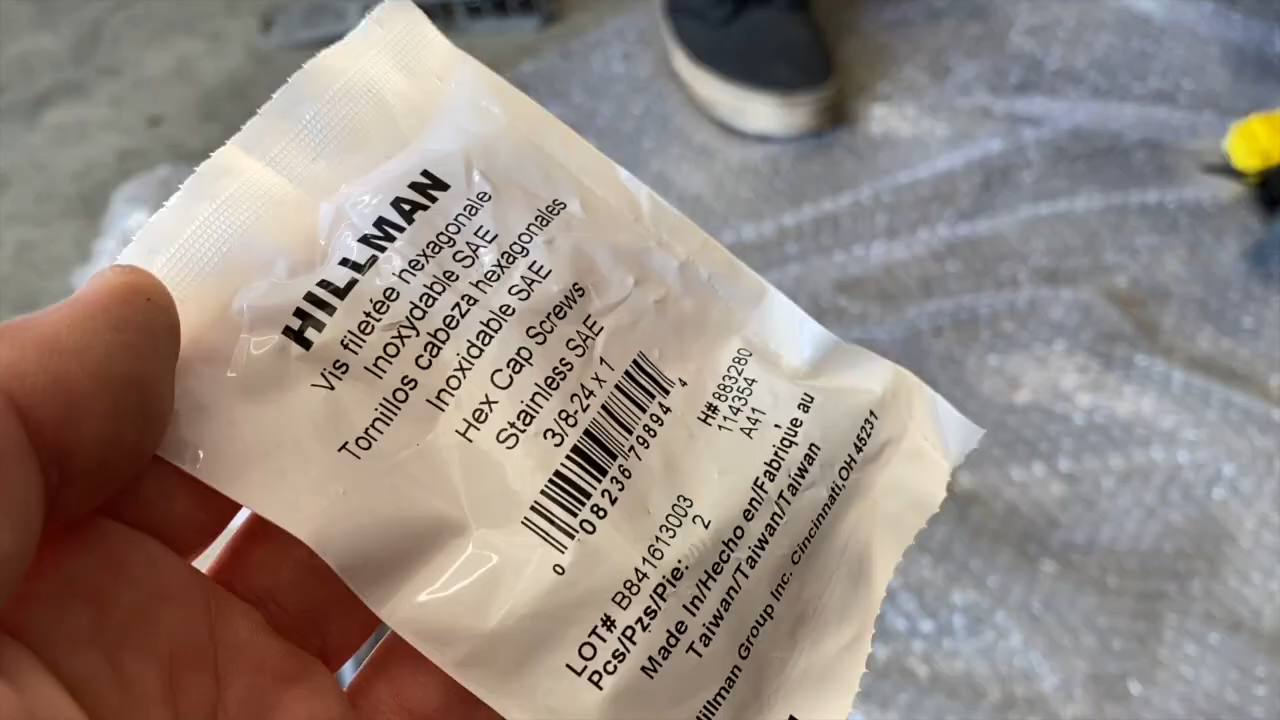 HILLMAN
Vis filetée hexagonale
Inoxydable SAE
Tornillos cabeza hexagonales
Inoxidable SAE
Hex Cap Screws
Stainless SAE
3/8-24 x 1
0 08236 79894 4
H# 883280
114354
A41
LOT# B841613003
Pcs/Pzs/Pie: 2
Made In/Hecho en/Fabriqué au
Taiwan/Taiwan/Taíwan
Hillman Group Inc. Cincinnati,OH 45231